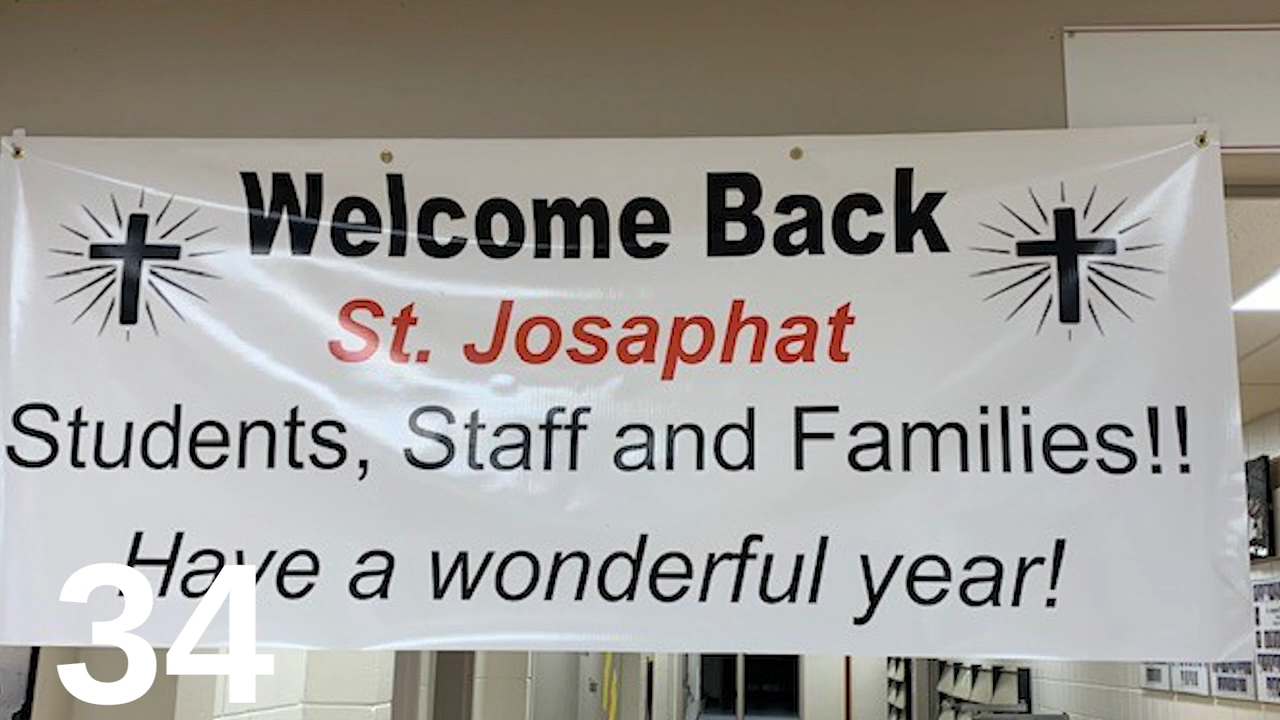 Welcome Back
St. Josaphat
Students, Staff and Families!!
Have a wonderful year!
34